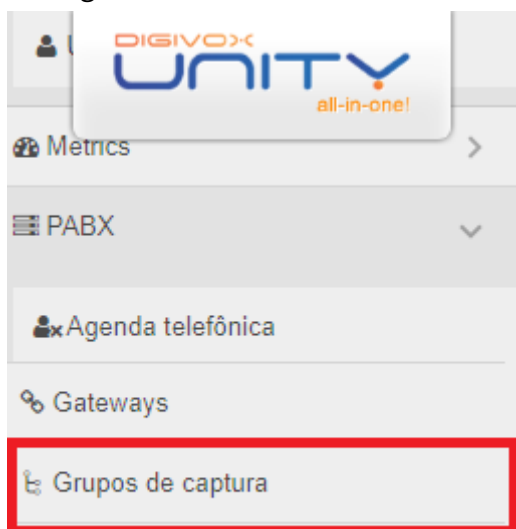 DIGIVOX
UNITY
all-in-one!
Metrics
PABX
Agenda telefônica
Gateways
Grupos de captura